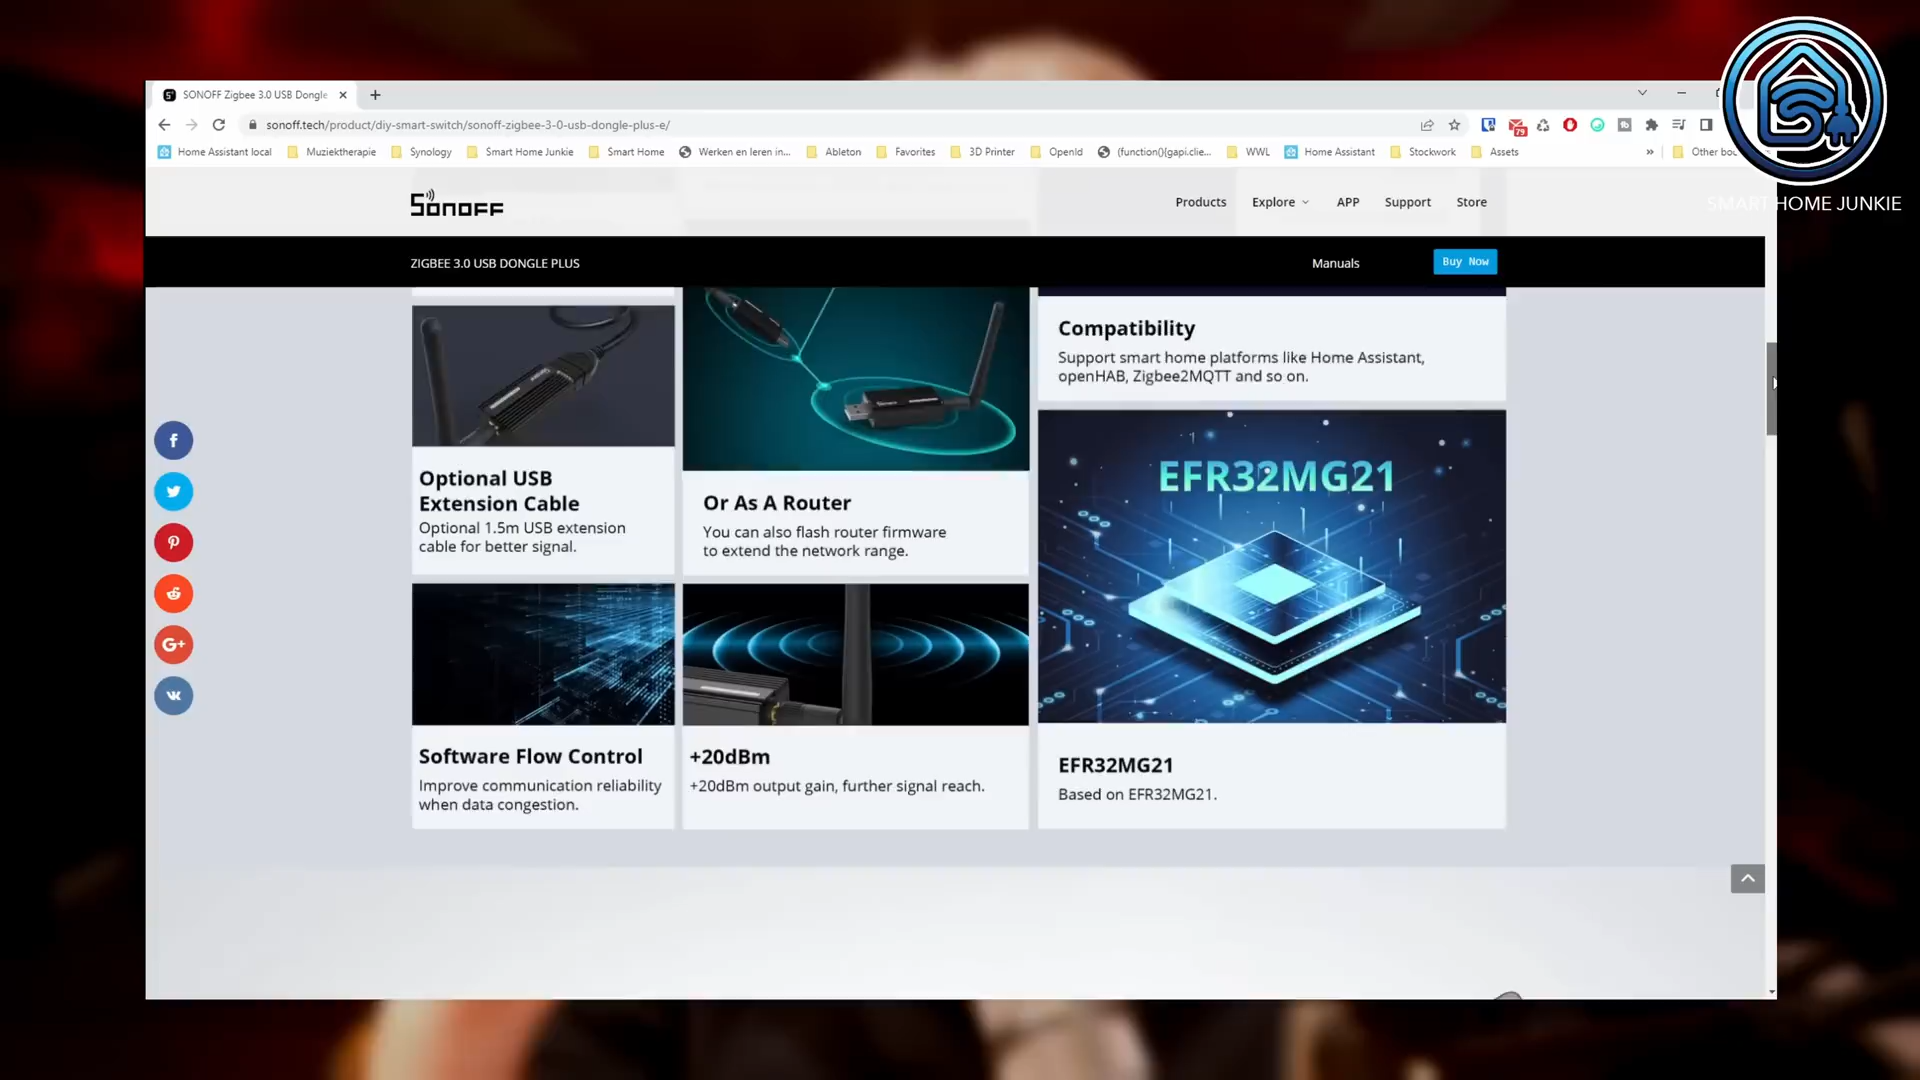 SONOFF Zigbee 3.0 USB Dongle
sonoff.tech/product/diy-smart-switch/sonoff-zigbee-3-0-usb-dongle-plus-e/
79
Home Assistant local
Muziektherapie
Synology
Smart Home Junkie
Smart Home
Werken en leren in...
Ableton
Favorites
3D Printer
OpenId
(function(){gapi.clie...
WWL
Home Assistant
Stockwork
Assets
»
Other bo
SMART HOME JUNKIE
SONOFF
Products
Explore
APP
Support
Store
ZIGBEE 3.0 USB DONGLE PLUS
Manuals
Buy Now
Optional USB
Extension Cable
Optional 1.5m USB extension
cable for better signal.
Or As A Router
You can also flash router firmware
to extend the network range.
Compatibility
Support smart home platforms like Home Assistant,
openHAB, Zigbee2MQTT and so on.
EFR32MG21
Software Flow Control
Improve communication reliability
when data congestion.
+20dBm
+20dBm output gain, further signal reach.
EFR32MG21
Based on EFR32MG21.